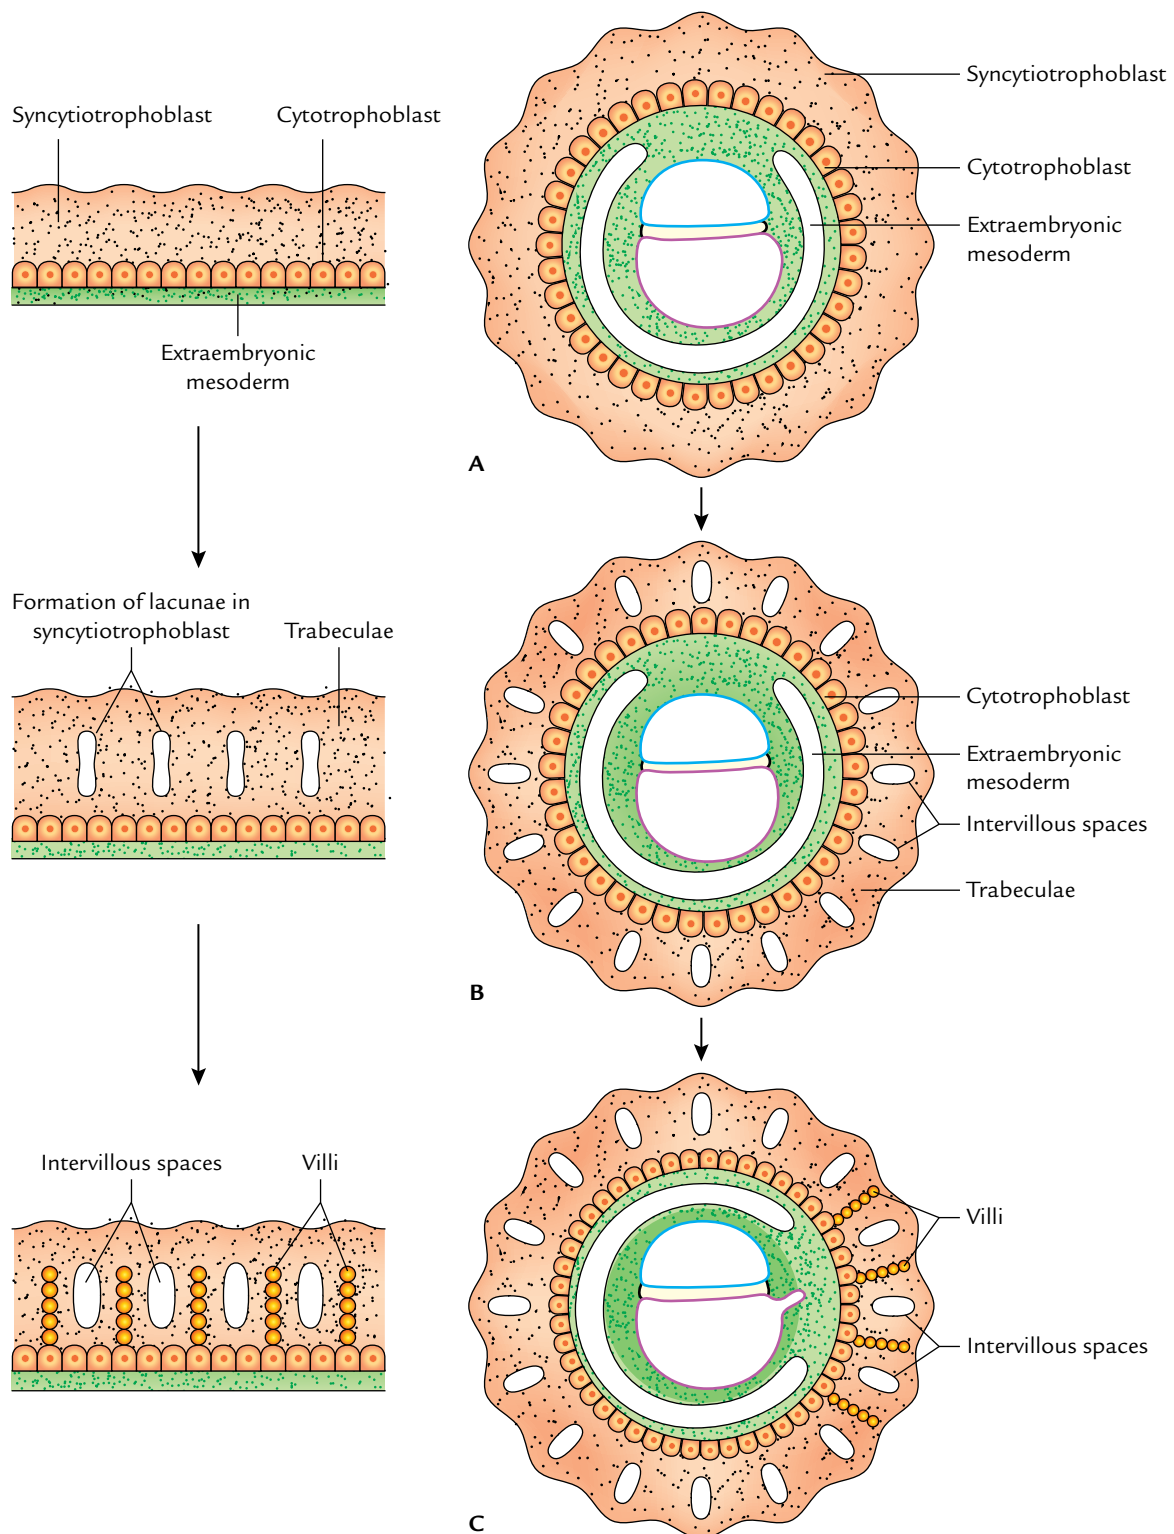 Syncytiotrophoblast
Cytotrophoblast
Extraembryonic
mesoderm
Syncytiotrophoblast
Cytotrophoblast
Extraembryonic
mesoderm
A
Formation of lacunae in
syncytiotrophoblast
Trabeculae
Cytotrophoblast
Extraembryonic
mesoderm
Intervillous spaces
Trabeculae
B
Intervillous spaces
Villi
Villi
Intervillous spaces
C